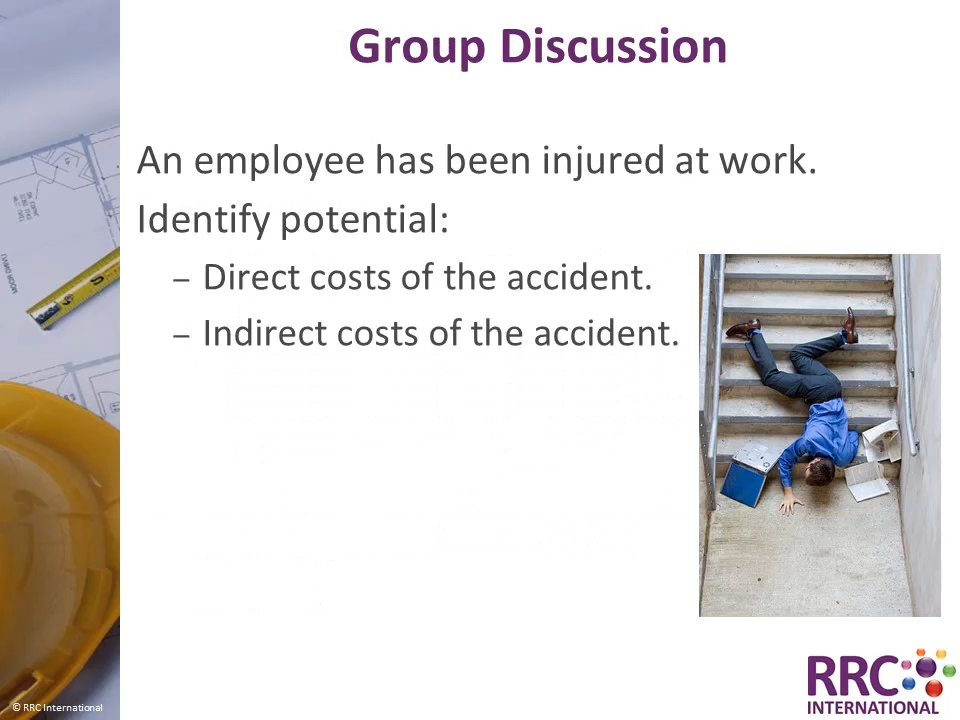 Group Discussion
An employee has been injured at work.
Identify potential:
– Direct costs of the accident.
– Indirect costs of the accident.
© RRC International
RRC
INTERNATIONAL